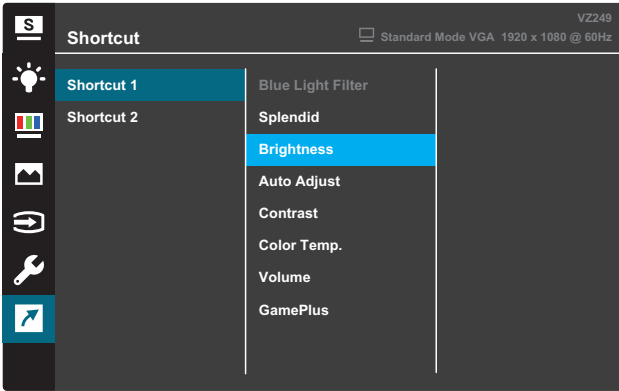 S
VZ249
Shortcut
Standard Mode VGA 1920 x 1080 @ 60Hz
Shortcut 1
Shortcut 2
Blue Light Filter
Splendid
Brightness
Auto Adjust
Contrast
Color Temp.
Volume
GamePlus